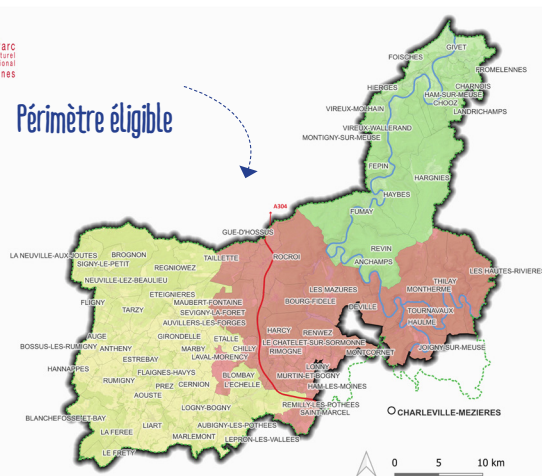 arc
turel
ional
nnes
Périmètre éligible
GIVET
FOISCHES
FROMELENNES
HIERGES
CHARNOIS
HAM-SUR-MEUSE
CHOOZ
VIREUX-MOLHAIN
LANDRICHAMPS
VIREUX-WALLERAND
MONTIGNY-SUR-MEUSE
FEPIN
HARGNIES
HAYBES
A304
FUMAY
GUE-D'HOSSUS
REVIN
LA NEUVILLE-AUX-JOUTES
BROGNON
TAILLETTE
ROCROI
ANCHAMPS
SIGNY-LE-PETIT
REGNIOWEZ
LES HAUTES-RIVIERES
NEUVILLE-LEZ-BEAULIEU
THILAY
LES MAZURES
MONTHERME
ETEIGNIERES
FLIGNY
MAUBERT-FONTAINE
BOURG-FIDELE
DEVILLE
TARZY
SEVIGNY-LA-FORET
TOURNAVAUX
AUVILLERS-LES-FORGES
HAULME
HARCY
RENWEZ
AUGE
GIRONDELLE
ETALLE
LE CHATELET-SUR-SORMONNE
BOSSUS-LES-RUMIGNY
ANTHENY
MARBY
CHILLY
RIMOGNE
MONTCORNET
JOIGNY-SUR-MEUSE
ESTREBAY
LAVAL-MORENCY
HANNAPPES
FLAIGNES-HAVYS
LONNY
BLOMBAY
MURTIN-ET-BOGNY
RUMIGNY
PREZ
CERNION
L'ECHELLE
HAM-LES-MOINES
AOUSTE
REMILLY-LES-POTHEES
LOGNY-BOGNY
SAINT-MARCEL
CHARLEVILLE-MEZIERES
BLANCHEFOSSE-ET-BAY
LIART
AUBIGNY-LES-POTHEES
LA FEREE
MARLEMONT
LEPRON-LES-VALLEES
LE FRETY
0 5 10 km